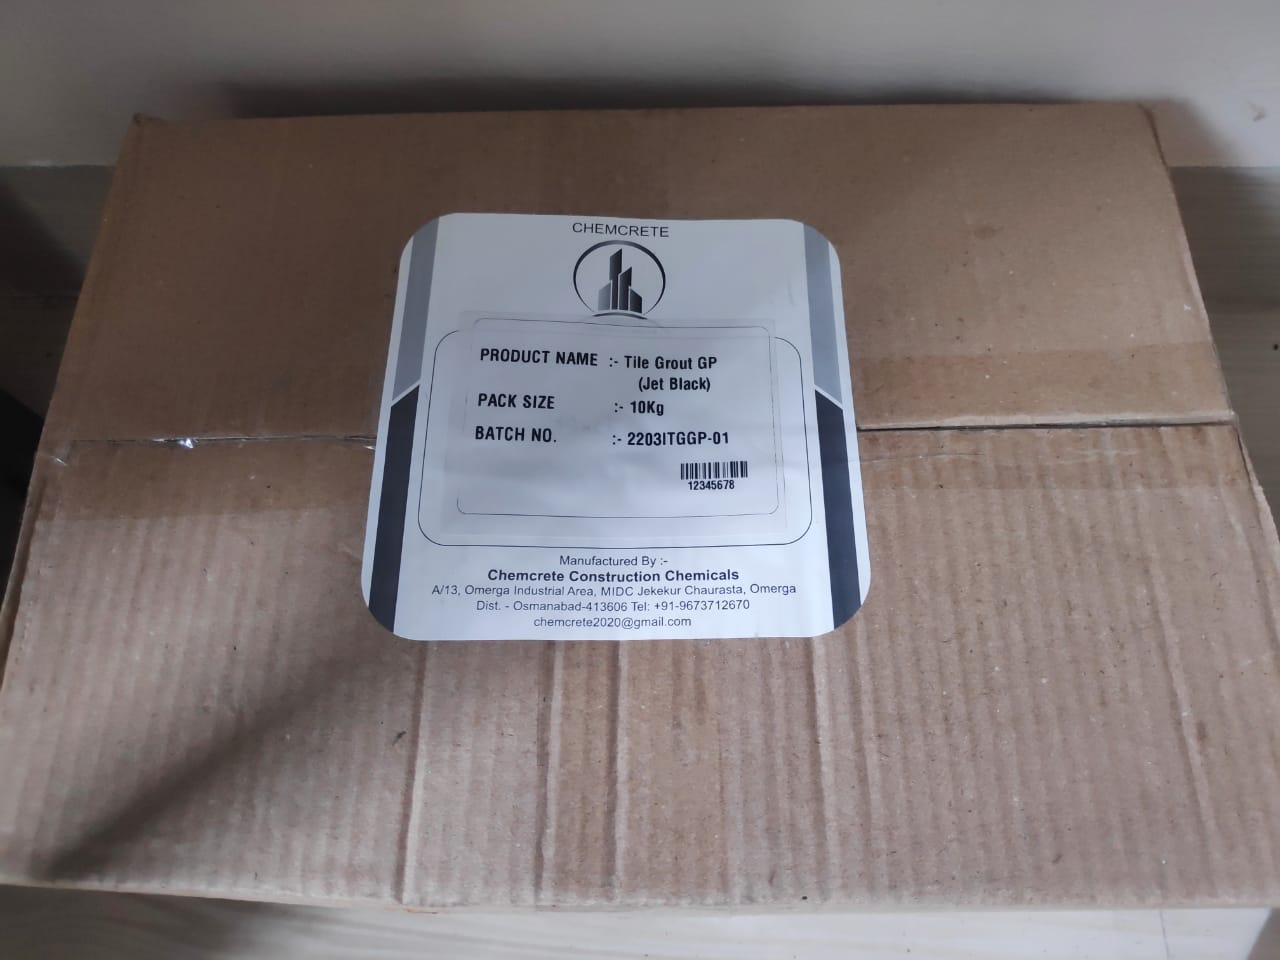 CHEMCRETE
PRODUCT NAME :- Tile Grout GP
(Jet Black)
PACK SIZE :- 10Kg
BATCH NO. :- 2203ITGGP-01
12345678
Manufactured By :-
Chemcrete Construction Chemicals
A/13, Omerga Industrial Area, MIDC Jekekur Chaurasta, Omerga
Dist. - Osmanabad-413606 Tel: +91-9673712670
chemcrete2020@gmail.com